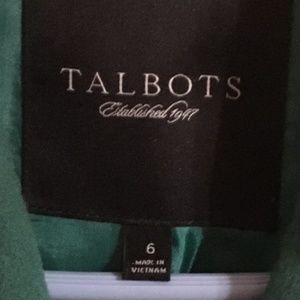 TALBOTS
Established 1947
6
MADE IN
VIETNAM